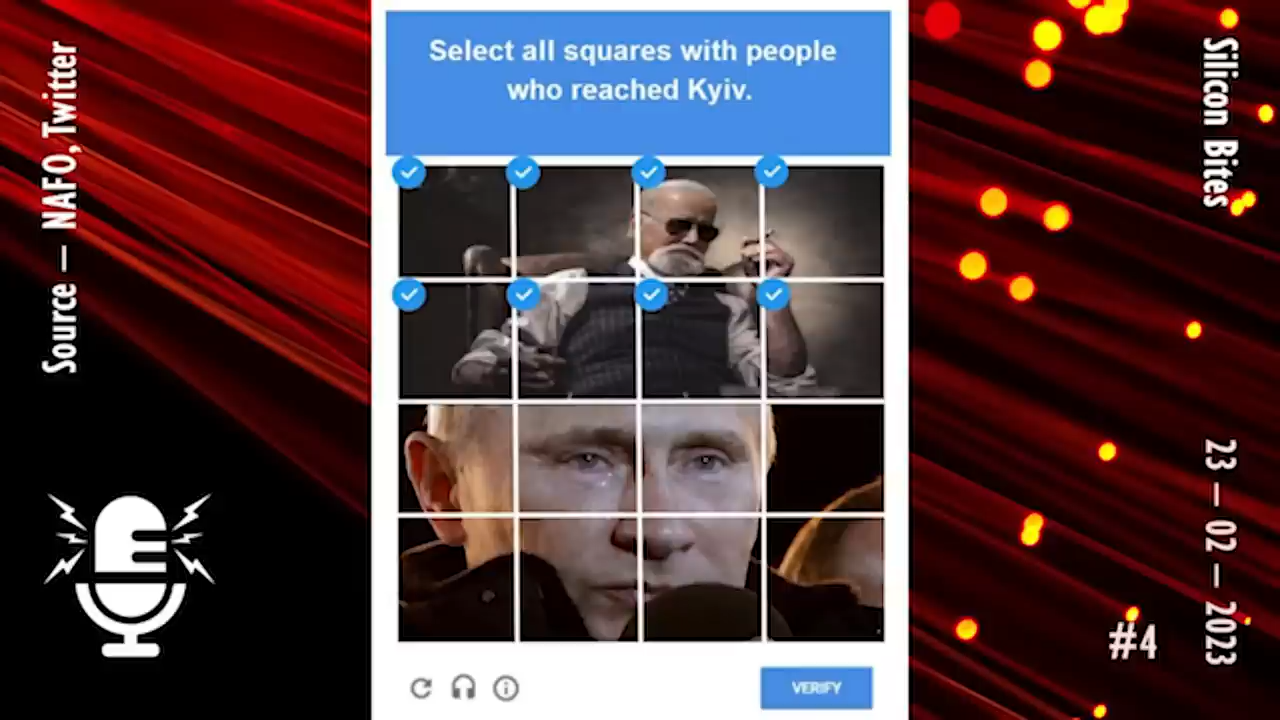 Source – NAFO, Twitter
Select all squares with people
who reached Kyiv.
VERIFY
Silicon Bites
23 – 02 – 2023
#4